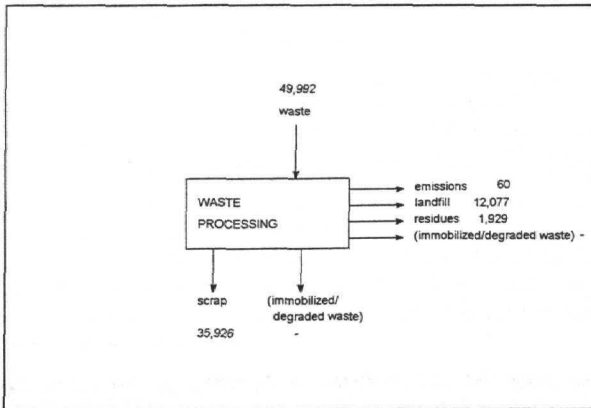 49,992
waste
WASTE
PROCESSING
emissions 60
landfill 12,077
residues 1,929
(immobilized/degraded waste) -
scrap (immobilized/
degraded waste)
35,926 -